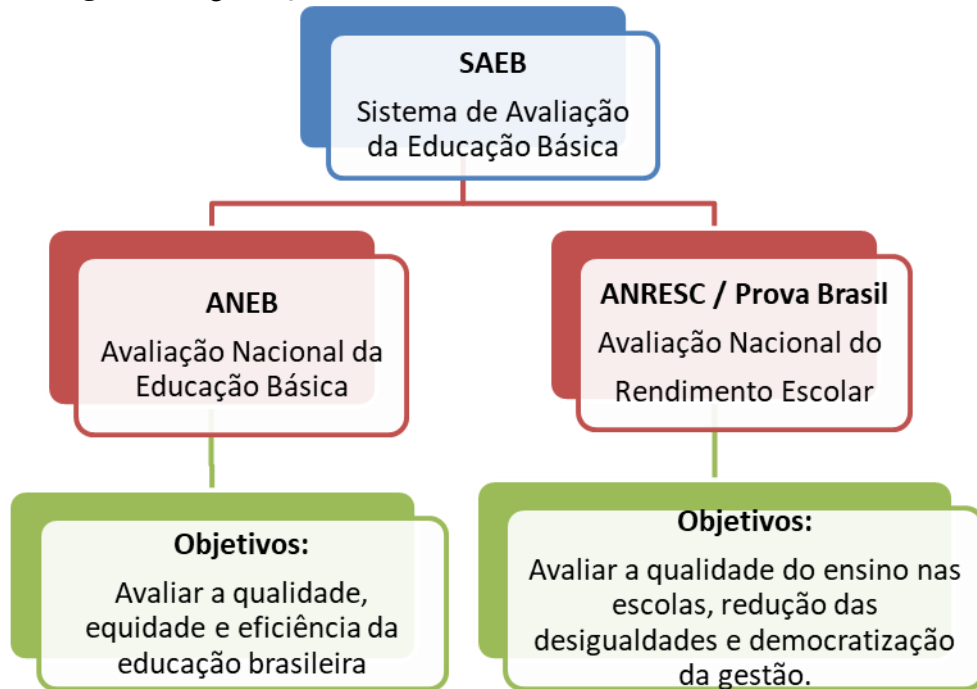 SAEB
Sistema de Avaliação
da Educação Básica
ANEB
Avaliação Nacional da
Educação Básica
ANRESC / Prova Brasil
Avaliação Nacional do
Rendimento Escolar
Objetivos:
Avaliar a qualidade,
equidade e eficiência da
educação brasileira
Objetivos:
Avaliar a qualidade do ensino nas
escolas, redução das
desigualdades e democratização
da gestão.